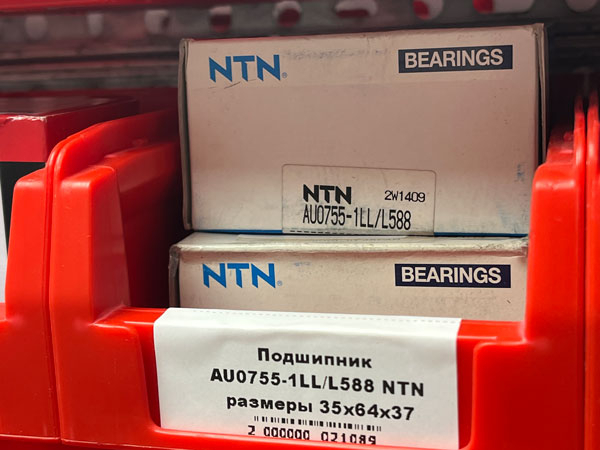 NTN®
BEARINGS
NTN 2W1409
AU0755-1LL/L588
NTN®
BEARINGS
Подшипник
AU0755-1LL/L588 NTN
размеры 35x64x37
2 000000 021089